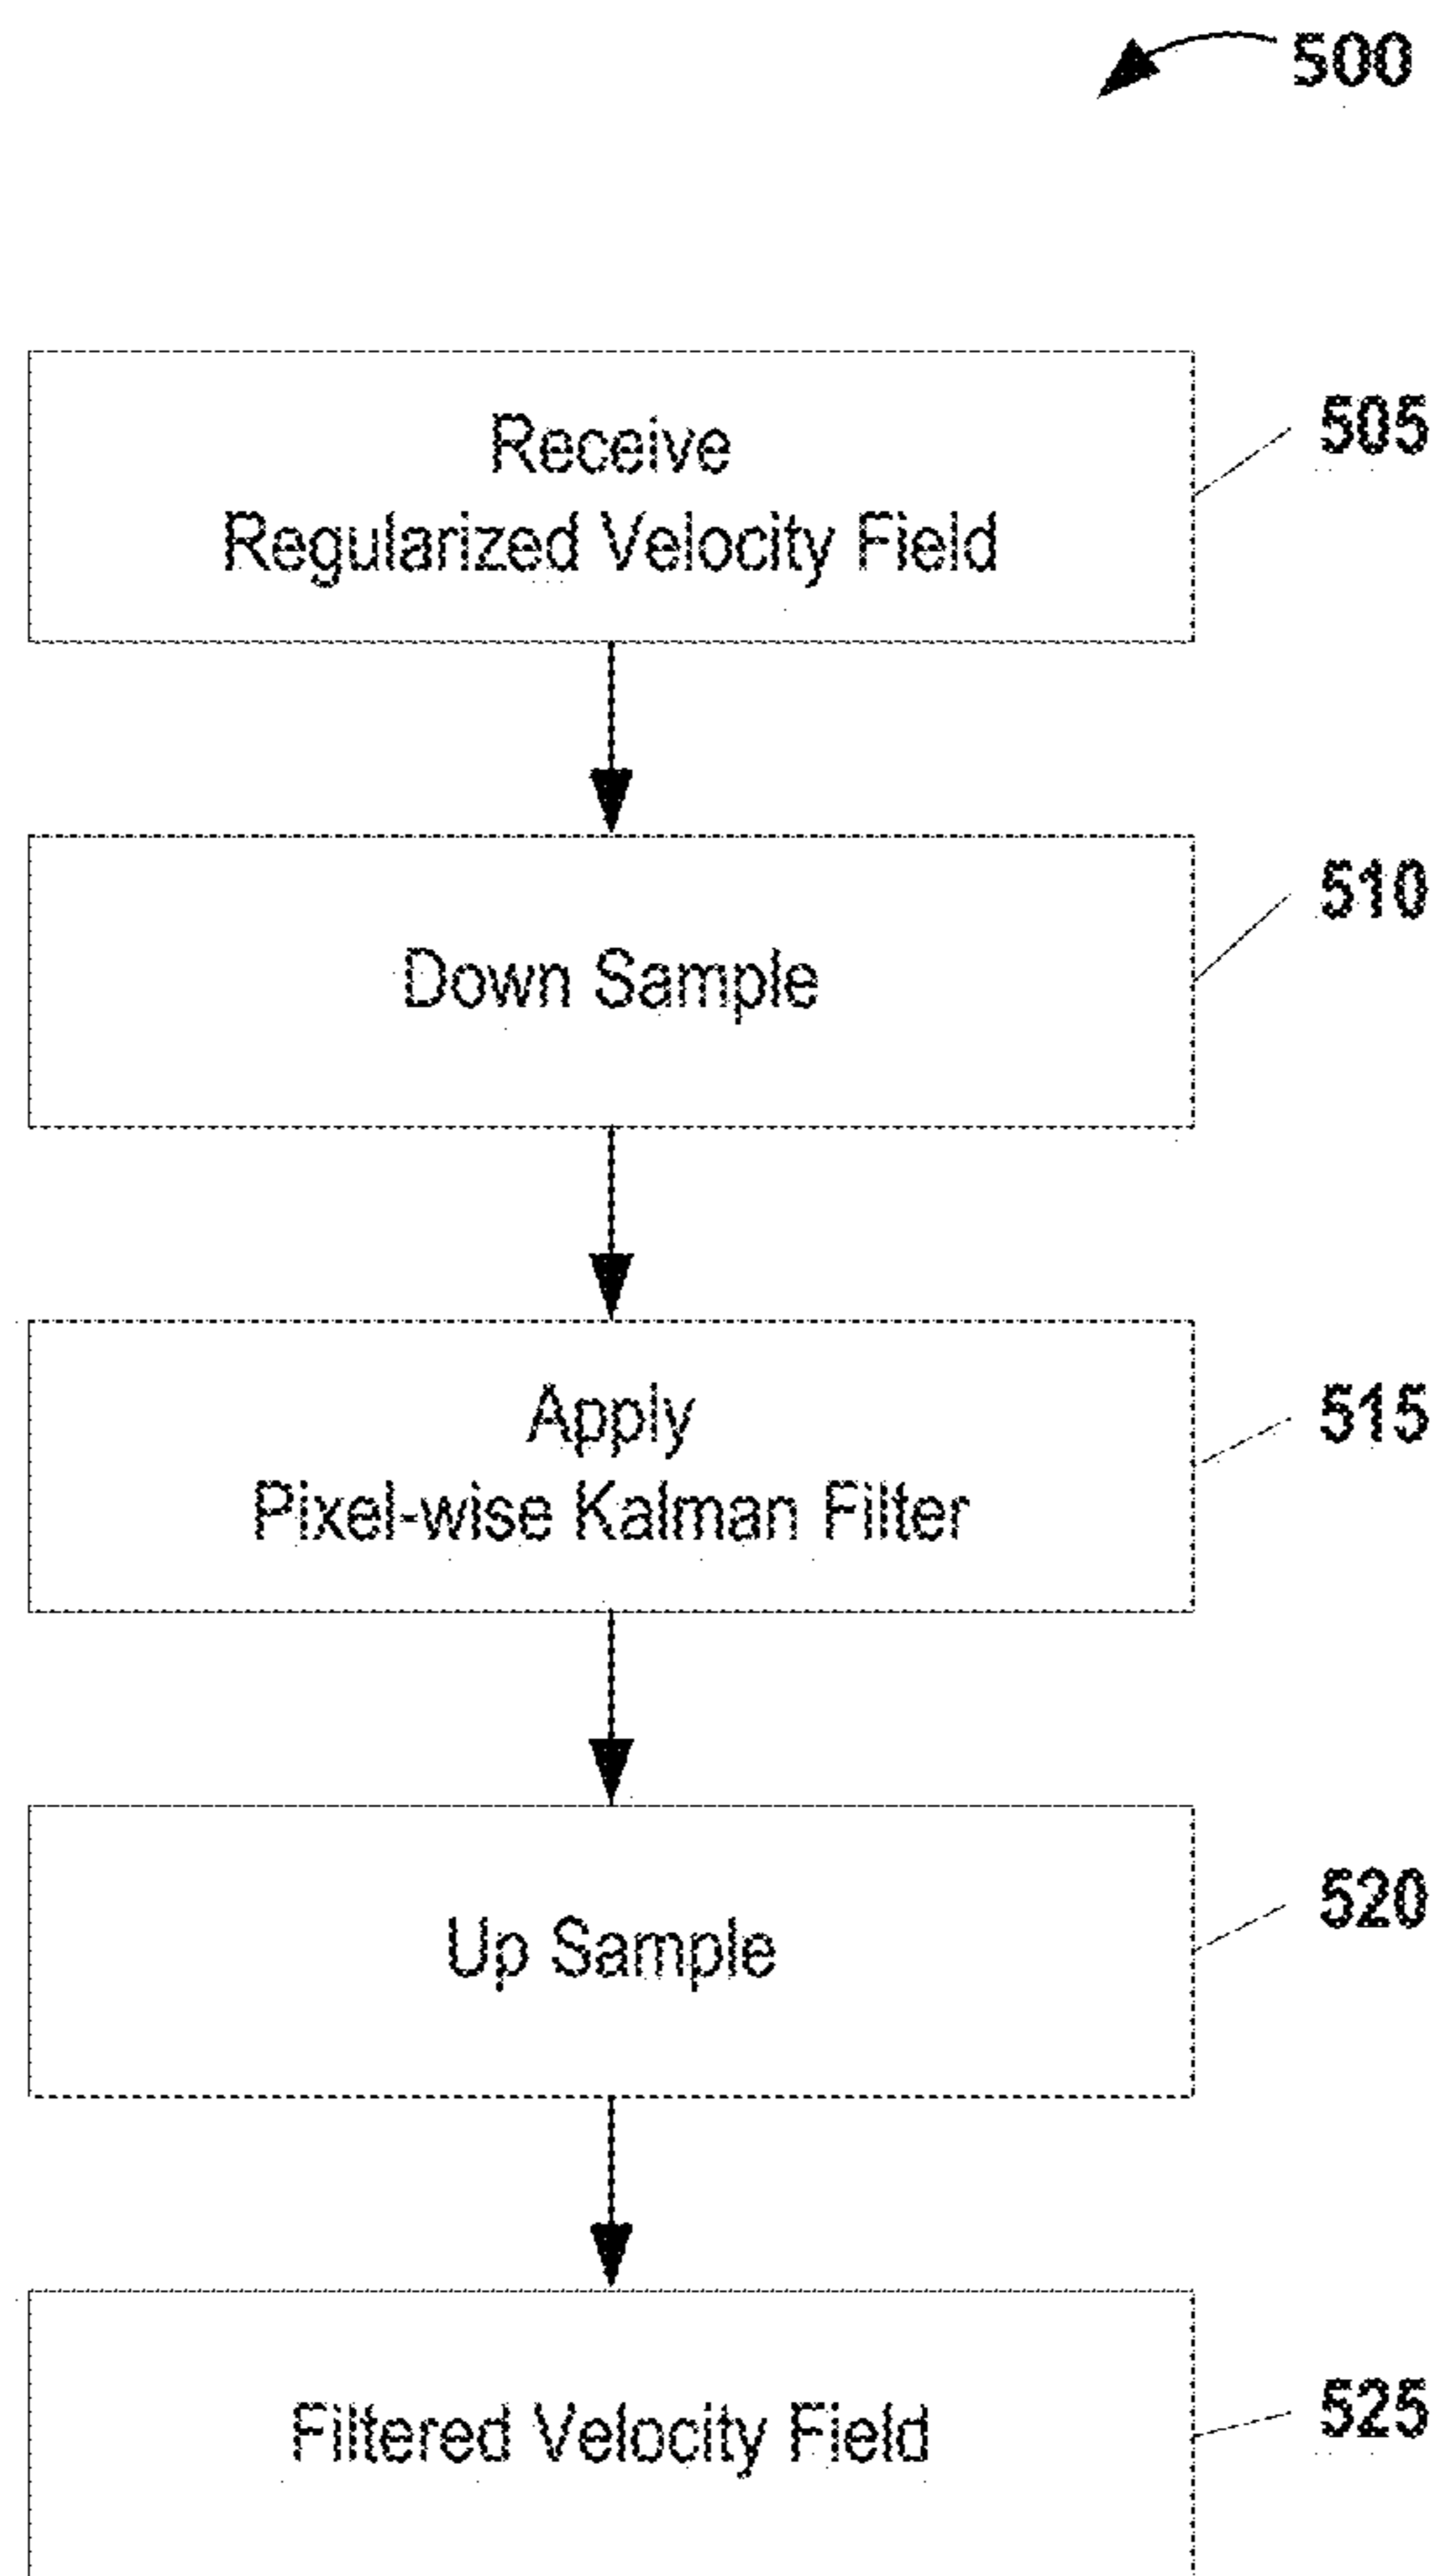 500
Receive
Regularized Velocity Field
505
Down Sample
510
Apply
Pixel-wise Kalman Filter
515
Up Sample
520
Filtered Velocity Field
525